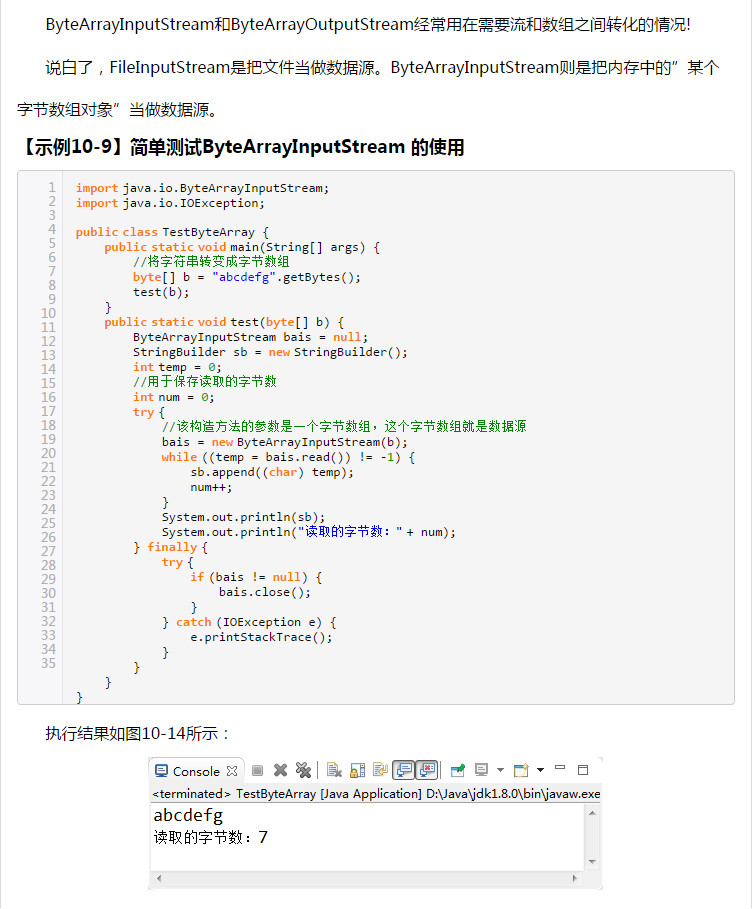 ByteArrayInputStream和ByteArrayOutputStream经常用在需要流和数组之间转化的情况!
说白了，FileInputStream是把文件当做数据源。ByteArrayInputStream则是把内存中的”某个
字节数组对象”当做数据源。
【示例10-9】简单测试ByteArrayInputStream 的使用
1 import java.io.ByteArrayInputStream;
2 import java.io.IOException;
3
4 public class TestByteArray {
5     public static void main(String[] args) {
6         //将字符串转变成字节数组
7         byte[] b = "abcdefg".getBytes();
8         test(b);
9     }
10     public static void test(byte[] b) {
11         ByteArrayInputStream bais = null;
12         StringBuilder sb = new StringBuilder();
13         int temp = 0;
14         //用于保存读取的字节数
15         int num = 0;
16         try {
17             //该构造方法的参数是一个字节数组，这个字节数组就是数据源
18             bais = new ByteArrayInputStream(b);
19             while ((temp = bais.read()) != -1) {
20                 sb.append((char) temp);
21                 num++;
22             }
23             System.out.println(sb);
24             System.out.println("读取的字节数：" + num);
25         } finally {
26             try {
27                 if (bais != null) {
28                     bais.close();
29                 }
30             } catch (IOException e) {
31                 e.printStackTrace();
32             }
33         }
34     }
35 }
执行结果如图10-14所示：
Console
<terminated> TestByteArray [Java Application] D:\Java\jdk1.8.0\bin\javaw.exe
abcdefg
读取的字节数：7